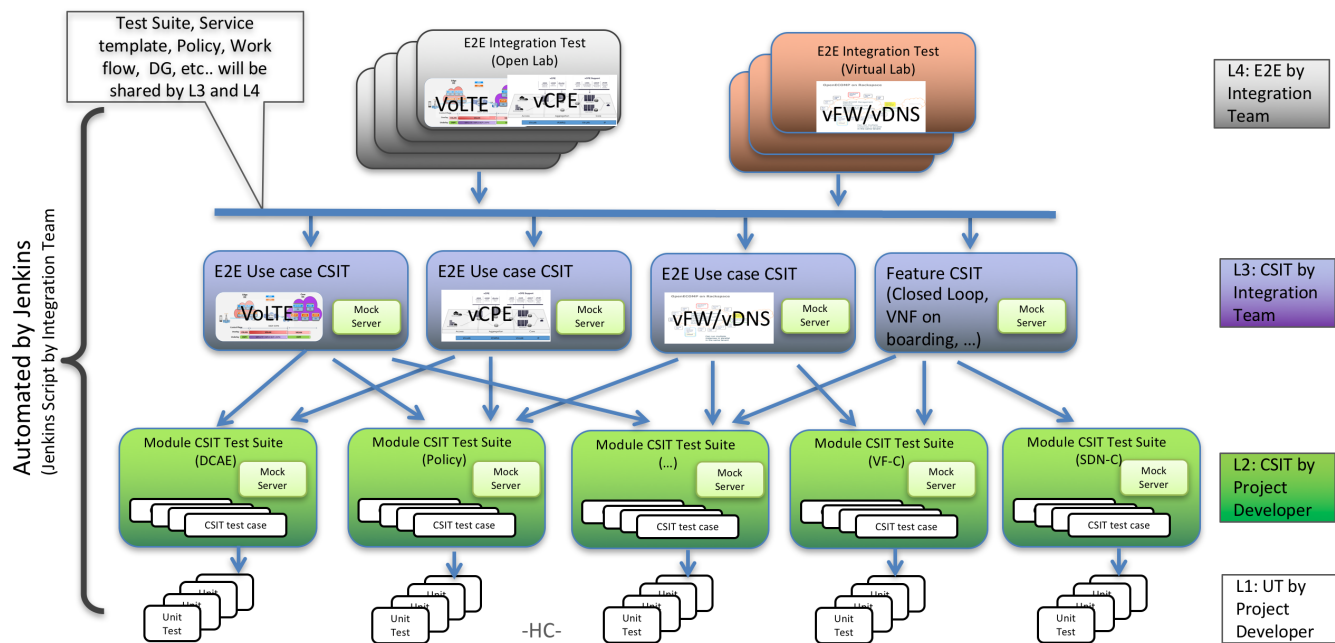 Test Suite, Service
template, Policy, Work
flow, DG, etc.. will be
shared by L3 and L4
E2E Integration Test
(Open Lab)
VoLTE
vCPE
E2E Integration Test
(Virtual Lab)
OpenECOMP on Rackspace
vFW/vDNS
L4: E2E by
Integration
Team
Automated by Jenkins
(Jenkins Script by Integration Team
E2E Use case CSIT
VoLTE
Mock
Server
E2E Use case CSIT
vCPE
Mock
Server
E2E Use case CSIT
OpenECOMP on Rackspace
vFW/vDNS
Mock
Server
Feature CSIT
(Closed Loop,
VNF on
boarding, ...)
Mock
Server
L3: CSIT by
Integration
Team
Module CSIT Test Suite
(DCAE)
Mock
Server
CSIT test case
Module CSIT Test Suite
(Policy)
Mock
Server
CSIT test case
Module CSIT Test Suite
(...)
Mock
Server
CSIT test case
Module CSIT Test Suite
(VF-C)
Mock
Server
CSIT test case
Module CSIT Test Suite
(SDN-C)
Mock
Server
CSIT test case
L2: CSIT by
Project
Developer
Unit
Test
Unit
Test
-HC-
Unit
Test
Unit
Test
Unit
Test
L1: UT by
Project
Developer